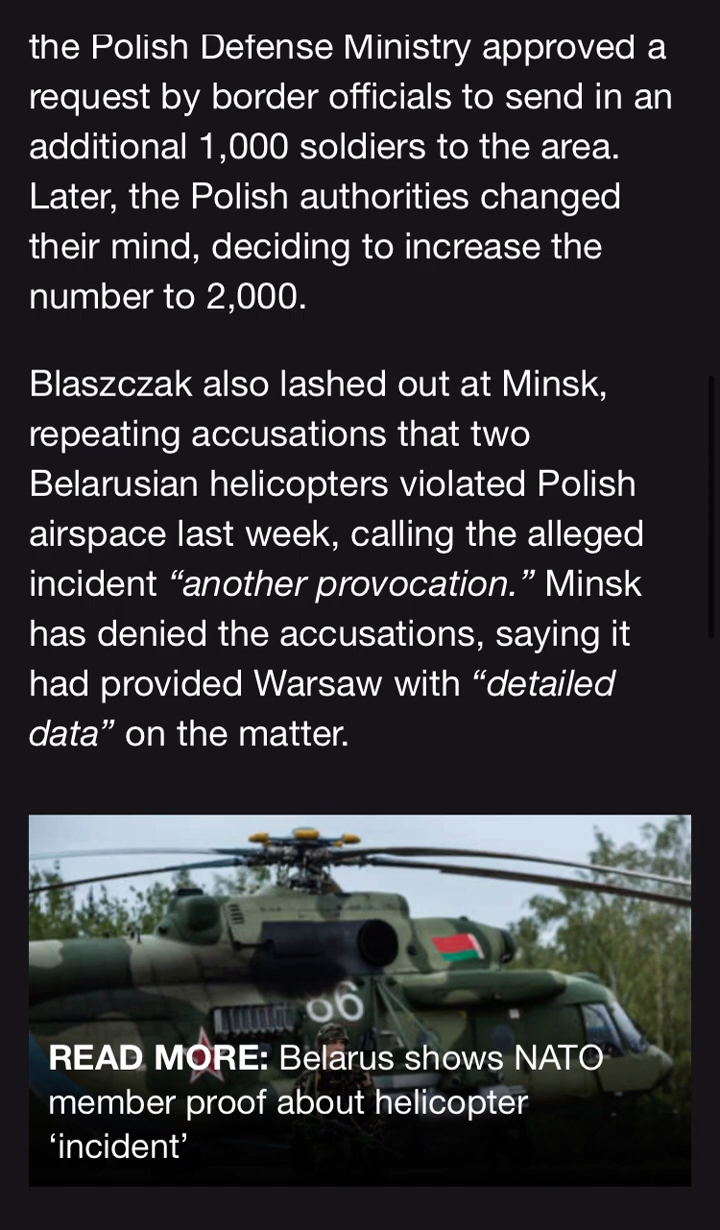 the Polish Defense Ministry approved a
request by border officials to send in an
additional 1,000 soldiers to the area.
Later, the Polish authorities changed
their mind, deciding to increase the
number to 2,000.
Blaszczak also lashed out at Minsk,
repeating accusations that two
Belarusian helicopters violated Polish
airspace last week, calling the alleged
incident “another provocation.” Minsk
has denied the accusations, saying it
had provided Warsaw with “detailed
data” on the matter.
66
READ MORE: Belarus shows NATO
member proof about helicopter
‘incident’